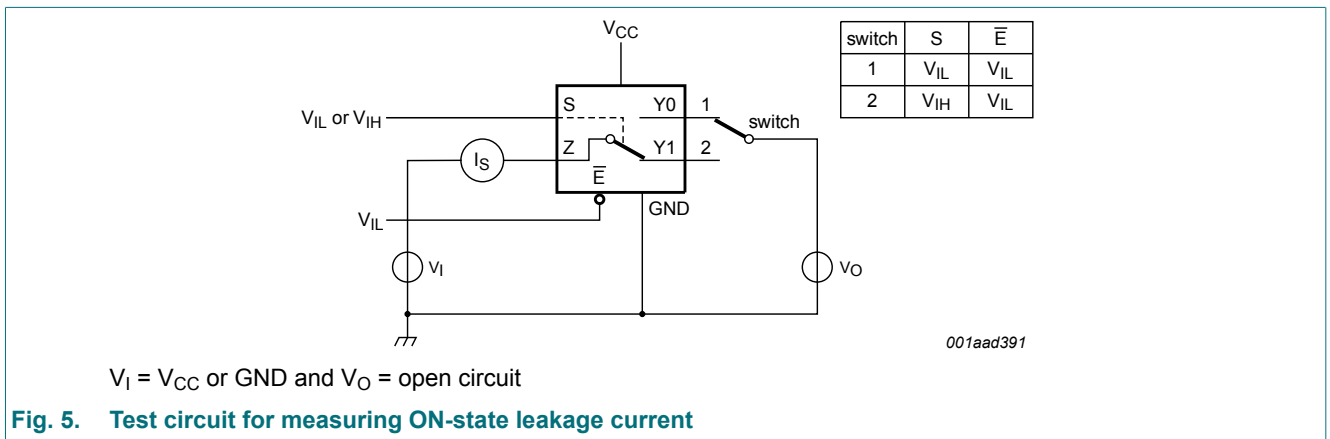 VCC
switch S E̅
1 VIL VIL
2 VIH VIL
S Y0 1
VIL or VIH
switch
Z Y1 2
IS
E̅
GND
VIL
VI
VO
001aad391
VI = VCC or GND and VO = open circuit
Fig. 5. Test circuit for measuring ON-state leakage current